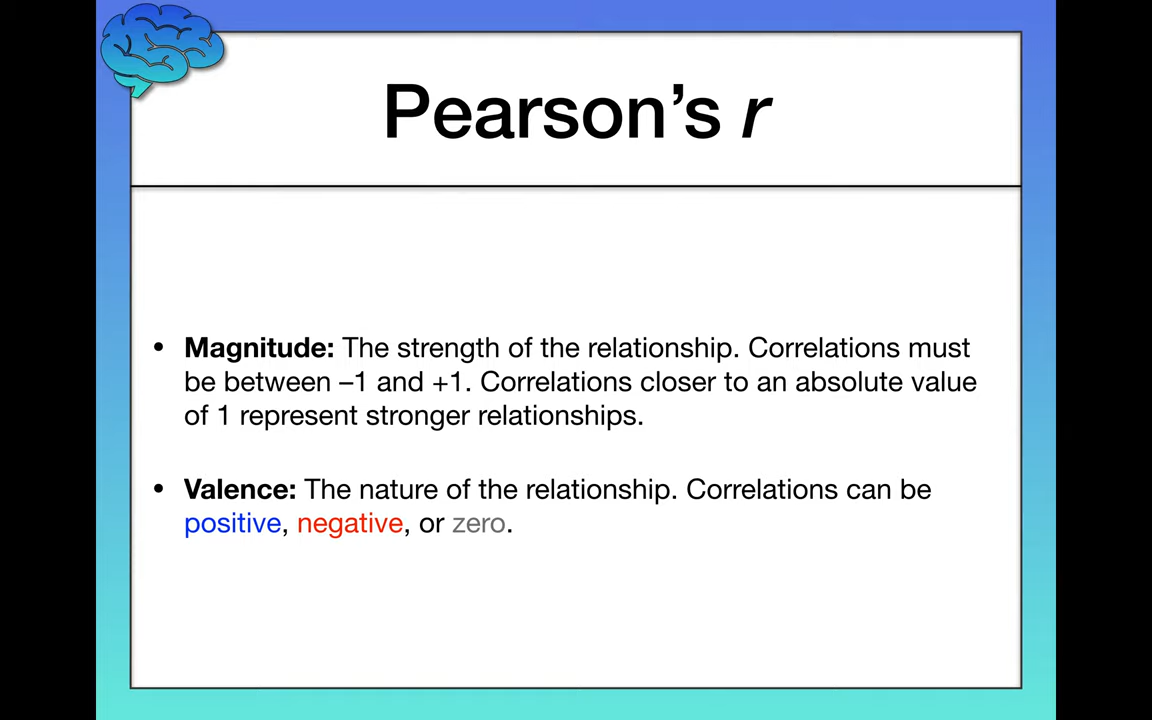 Pearson’s r
• Magnitude: The strength of the relationship. Correlations must
be between –1 and +1. Correlations closer to an absolute value
of 1 represent stronger relationships.
• Valence: The nature of the relationship. Correlations can be
positive, negative, or zero.